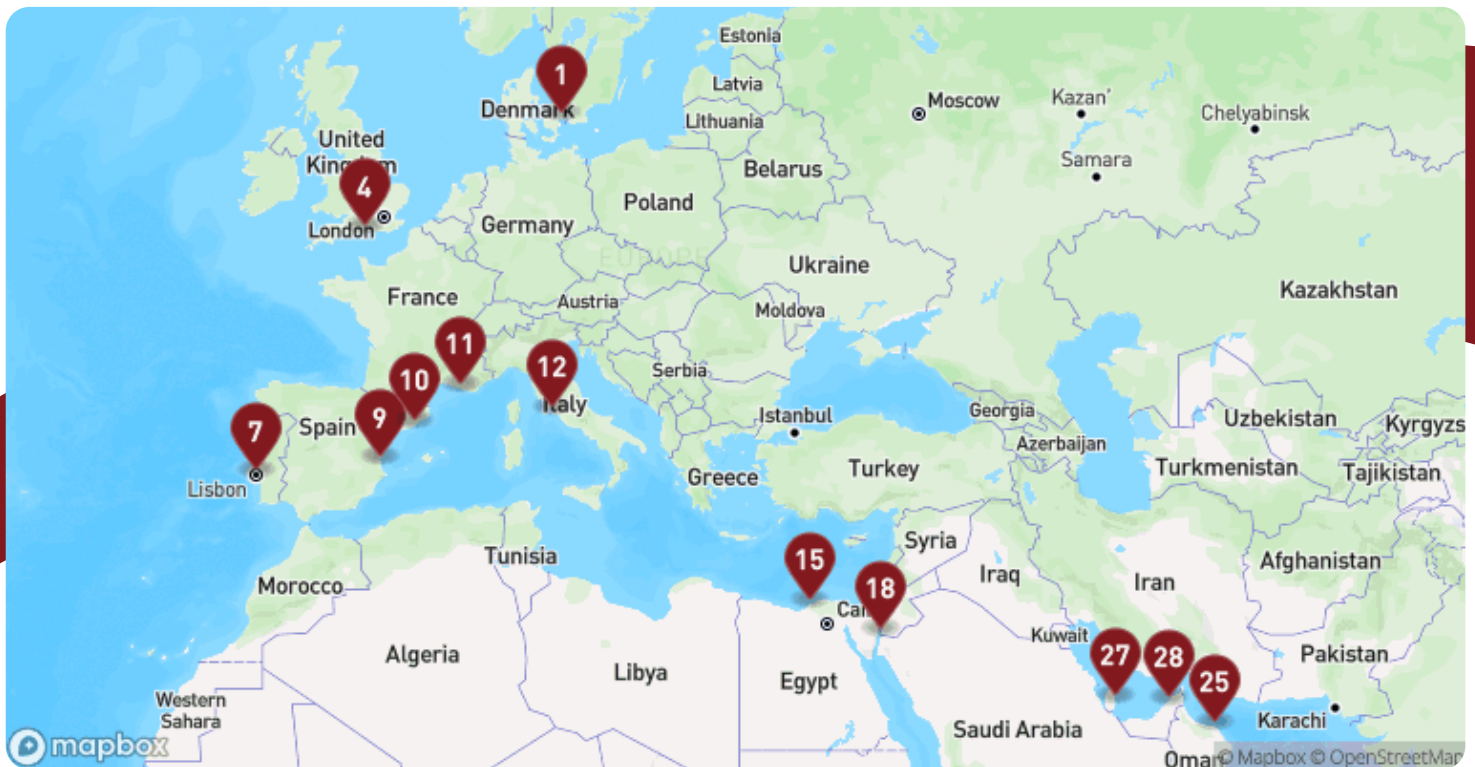 Estonia
1
Latvia
Denmark
Lithuania
Moscow
Kazan'
Chelyabinsk
United
Kingdom
Samara
Belarus
4
Poland
London
Germany
EUROPE
Ukraine
France
Austria
Moldova
Kazakhstan
11
12
10
Serbia
Italy
9
Spain
7
Istanbul
Georgia
Azerbaijan
Uzbekistan
Kyrgyzs
Turkmenistan
Tajikistan
Greece
Turkey
Lisbon
Tunisia
Syria
15
Iraq
Iran
Afghanistan
Morocco
18
Cai
Kuwait
Algeria
Libya
Egypt
27
28
25
Pakistan
Western
Sahara
Saudi Arabia
Karachi
mapbox
Oman
© Mapbox © OpenStreetMap